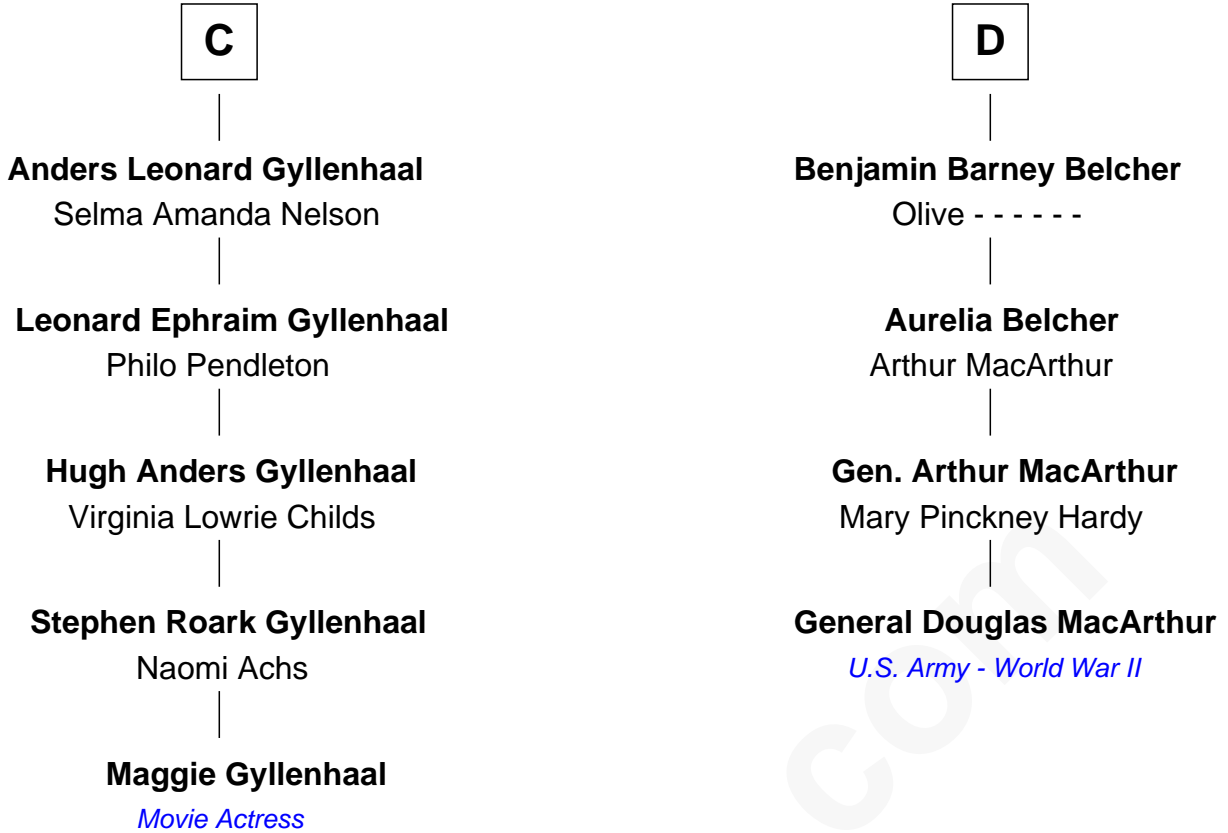 C
Anders Leonard Gyllenhaal
Selma Amanda Nelson
Leonard Ephraim Gyllenhaal
Philo Pendleton
Hugh Anders Gyllenhaal
Virginia Lowrie Childs
Stephen Roark Gyllenhaal
Naomi Achs
Maggie Gyllenhaal
Movie Actress
D
Benjamin Barney Belcher
Olive - - - - - -
Aurelia Belcher
Arthur MacArthur
Gen. Arthur MacArthur
Mary Pinckney Hardy
General Douglas MacArthur
U.S. Army - World War II
com